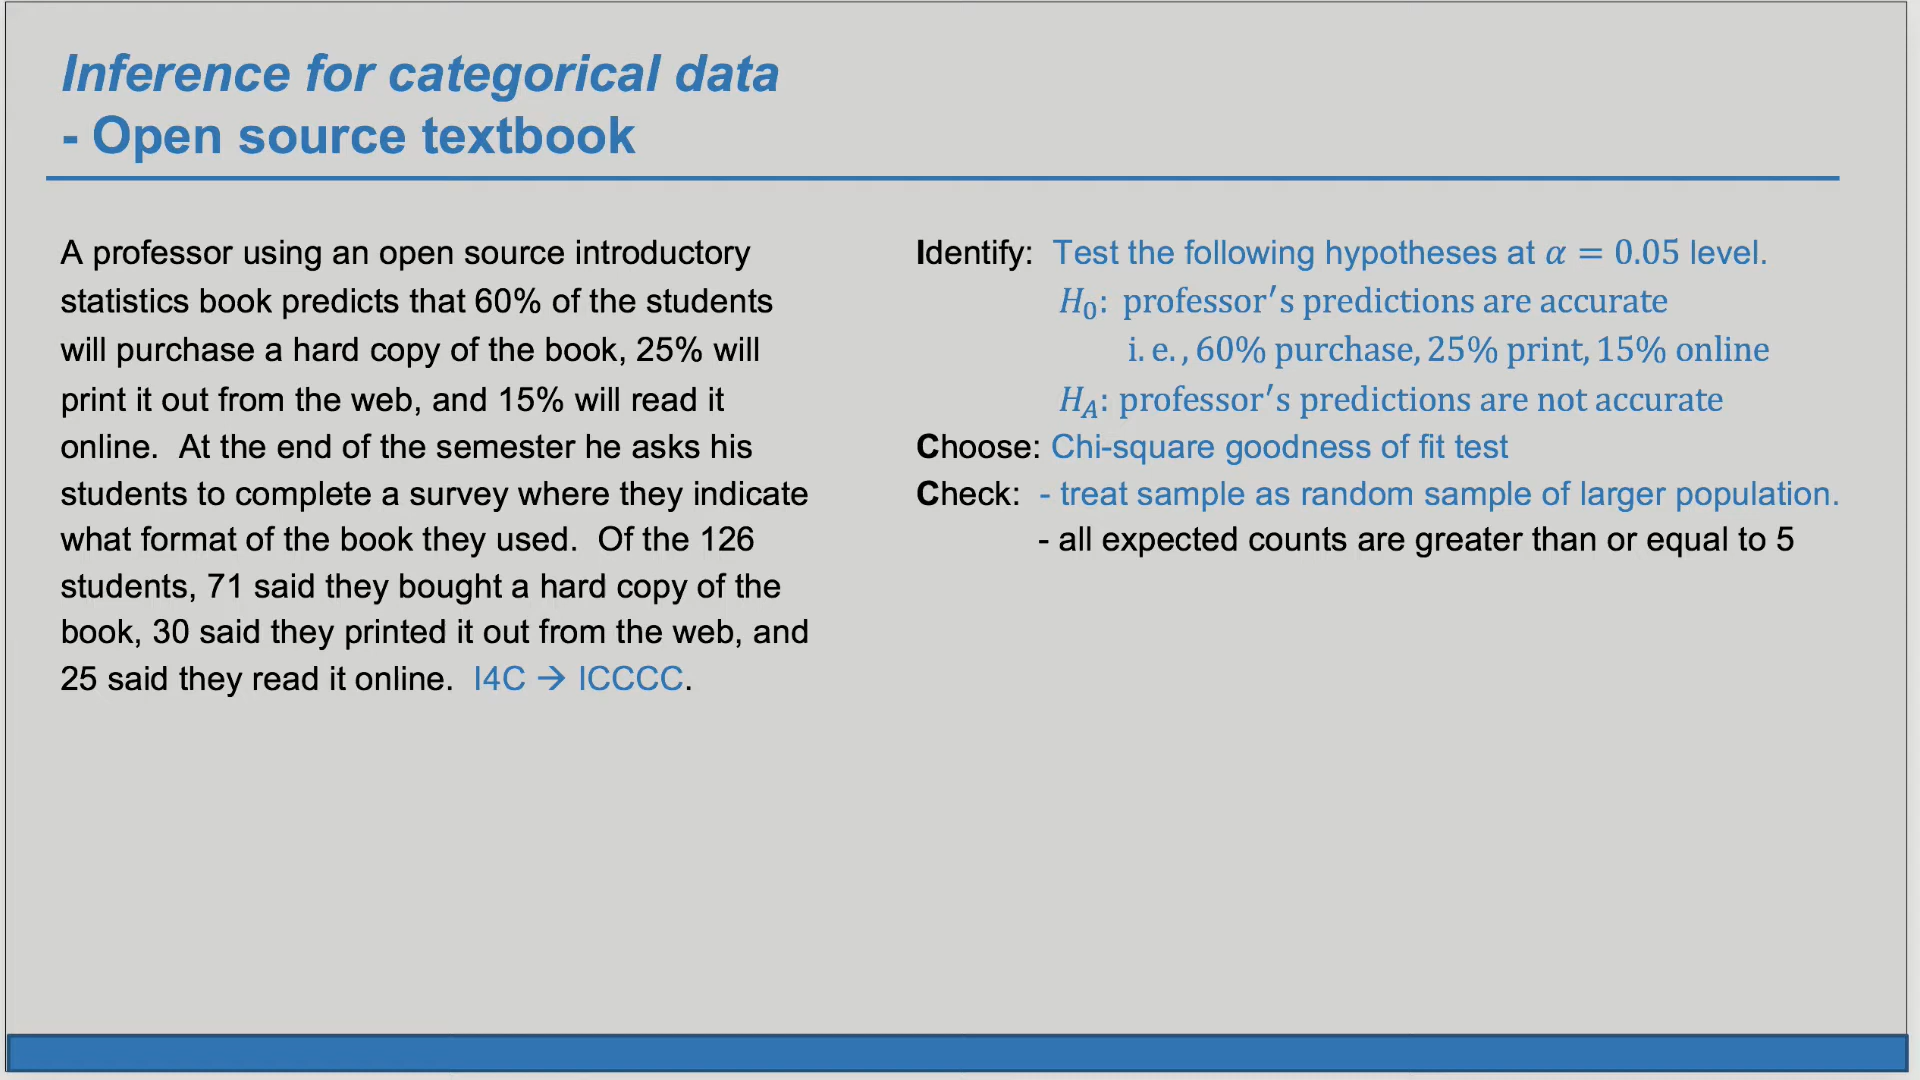 Inference for categorical data
- Open source textbook
A professor using an open source introductory
statistics book predicts that 60% of the students
will purchase a hard copy of the book, 25% will
print it out from the web, and 15% will read it
online. At the end of the semester he asks his
students to complete a survey where they indicate
what format of the book they used. Of the 126
students, 71 said they bought a hard copy of the
book, 30 said they printed it out from the web, and
25 said they read it online. I4C → ICCCC.
Identify: Test the following hypotheses at α = 0.05 level.
H₀: professor′s predictions are accurate
i. e. , 60% purchase, 25% print, 15% online
H_A: professor′s predictions are not accurate
Choose: Chi-square goodness of fit test
Check: - treat sample as random sample of larger population.
- all expected counts are greater than or equal to 5